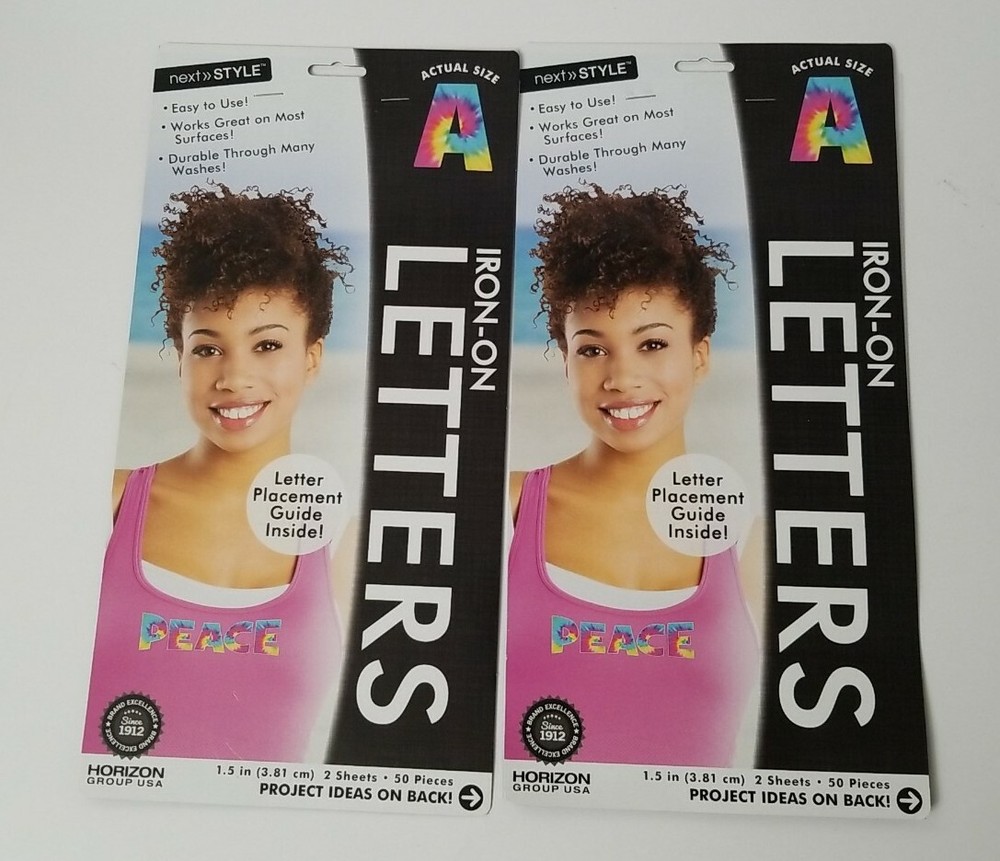 next»STYLE™
• Easy to Use!
• Works Great on Most
Surfaces!
• Durable Through Many
Washes!
ACTUAL SIZE
A
IRON-ON
LETTERS
Letter
Placement
Guide
Inside!
PEACE
BRAND EXCELLENCE
Since
1912
BRAND EXCELLENCE
HORIZON
GROUP USA
1.5 in (3.81 cm) 2 Sheets • 50 Pieces
PROJECT IDEAS ON BACK!
next»STYLE™
• Easy to Use!
• Works Great on Most
Surfaces!
• Durable Through Many
Washes!
ACTUAL SIZE
A
IRON-ON
LETTERS
Letter
Placement
Guide
Inside!
PEACE
BRAND EXCELLENCE
Since
1912
BRAND EXCELLENCE
HORIZON
GROUP USA
1.5 in (3.81 cm) 2 Sheets • 50 Pieces
PROJECT IDEAS ON BACK!